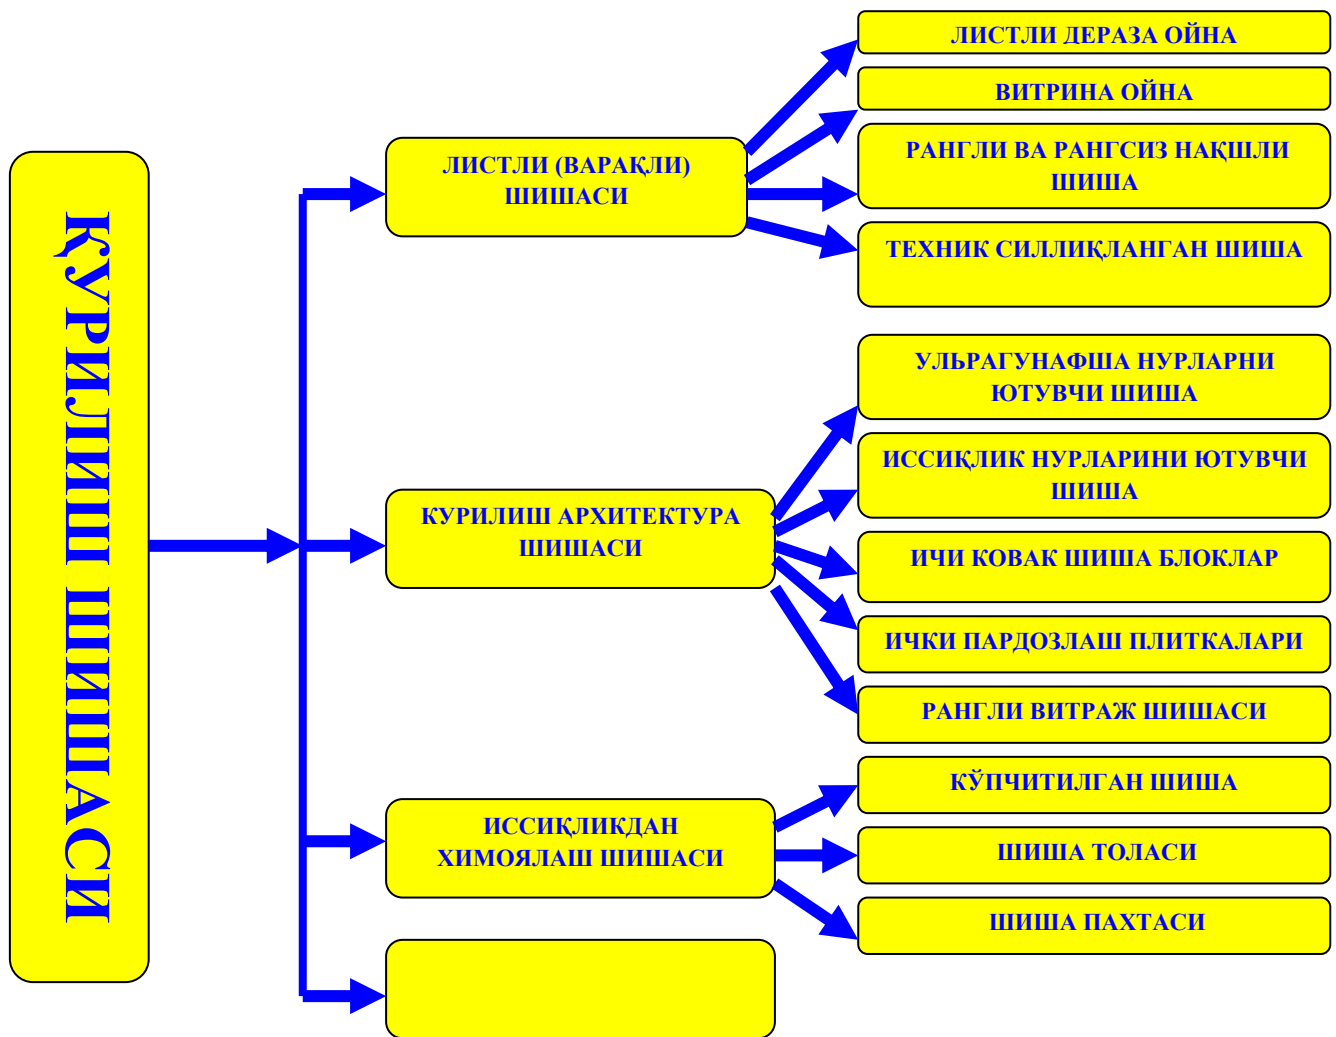 ҚУРИЛИШ ШИШАСИ
ЛИСТЛИ (ВАРАҚЛИ)
ШИШАСИ
ЛИСТЛИ ДЕРАЗА ОЙНА
ВИТРИНА ОЙНА
РАНГЛИ ВА РАНГСИЗ НАҚШЛИ
ШИША
ТЕХНИК СИЛЛИҚЛАНГАН ШИША
КУРИЛИШ АРХИТЕКТУРА
ШИШАСИ
УЛЬРАГУНАФША НУРЛАРНИ
ЮТУВЧИ ШИША
ИССИҚЛИК НУРЛАРИНИ ЮТУВЧИ
ШИША
ИЧИ КОВАК ШИША БЛОКЛАР
ИЧКИ ПАРДОЗЛАШ ПЛИТКАЛАРИ
РАНГЛИ ВИТРАЖ ШИШАСИ
ИССИҚЛИКДАН
ХИМОЯЛАШ ШИШАСИ
КЎПЧИТИЛГАН ШИША
ШИША ТОЛАСИ
ШИША ПАХТАСИ